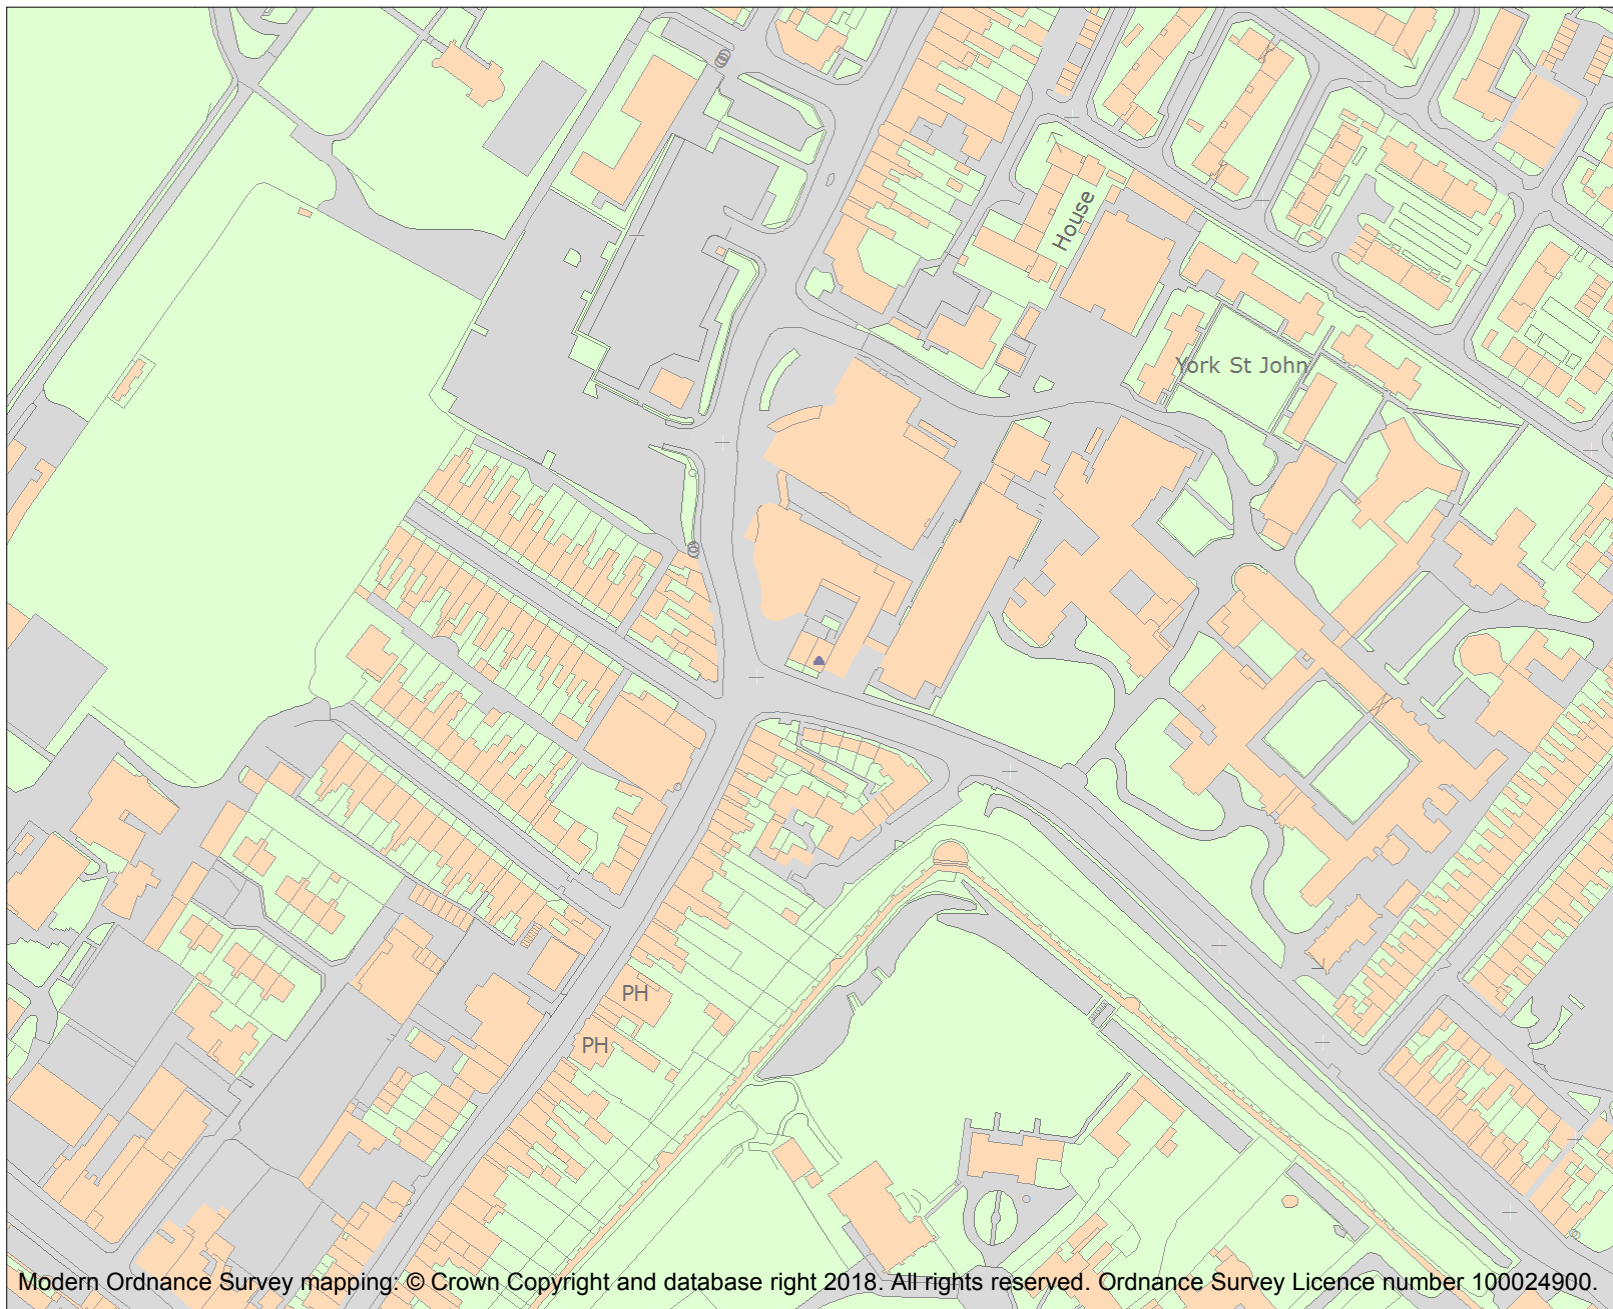 House
York St John
PH
PH
Modern Ordnance Survey mapping: © Crown Copyright and database right 2018. All rights reserved. Ordnance Survey Licence number 100024900.